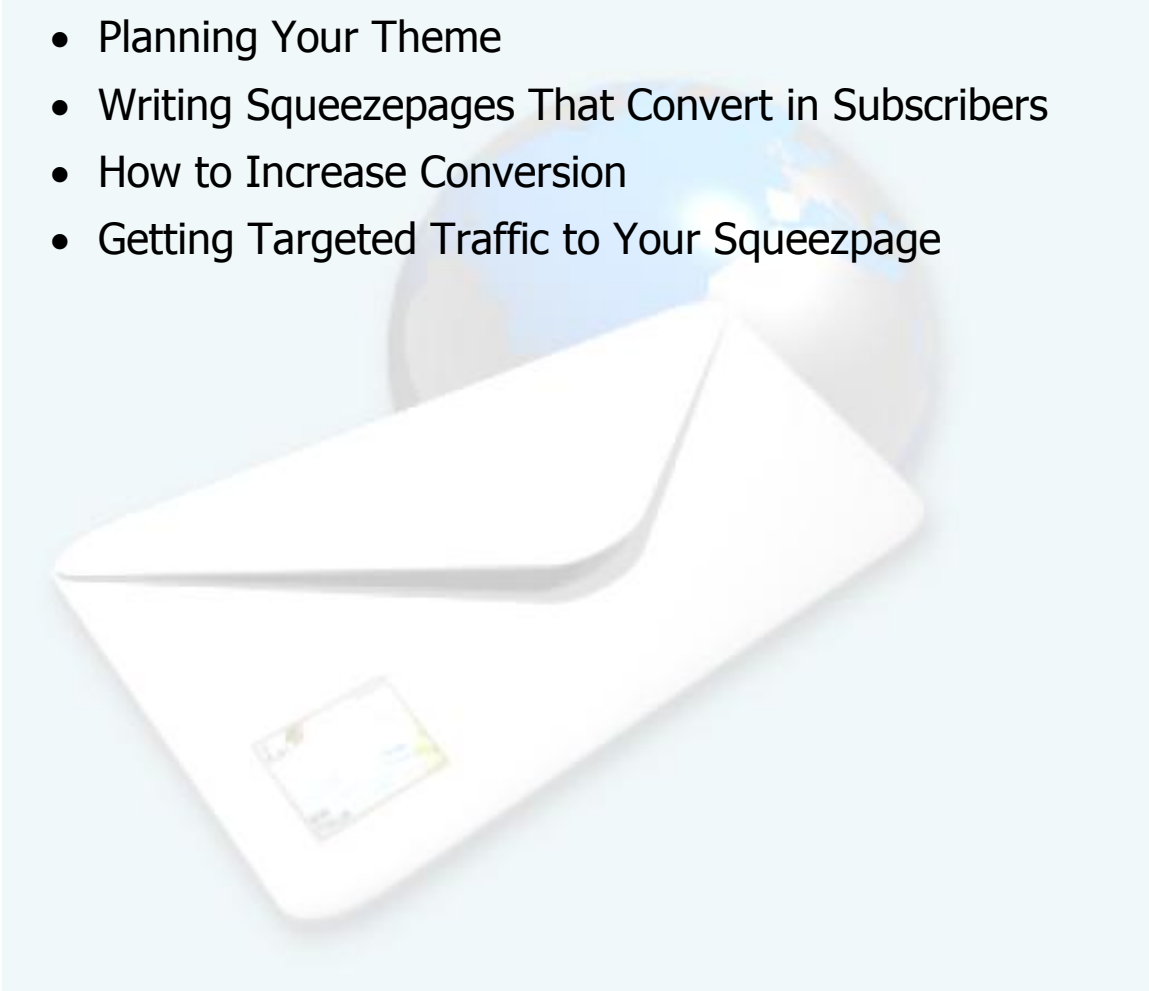 • Planning Your Theme
• Writing Squeezepages That Convert in Subscribers
• How to Increase Conversion
• Getting Targeted Traffic to Your Squeezpage